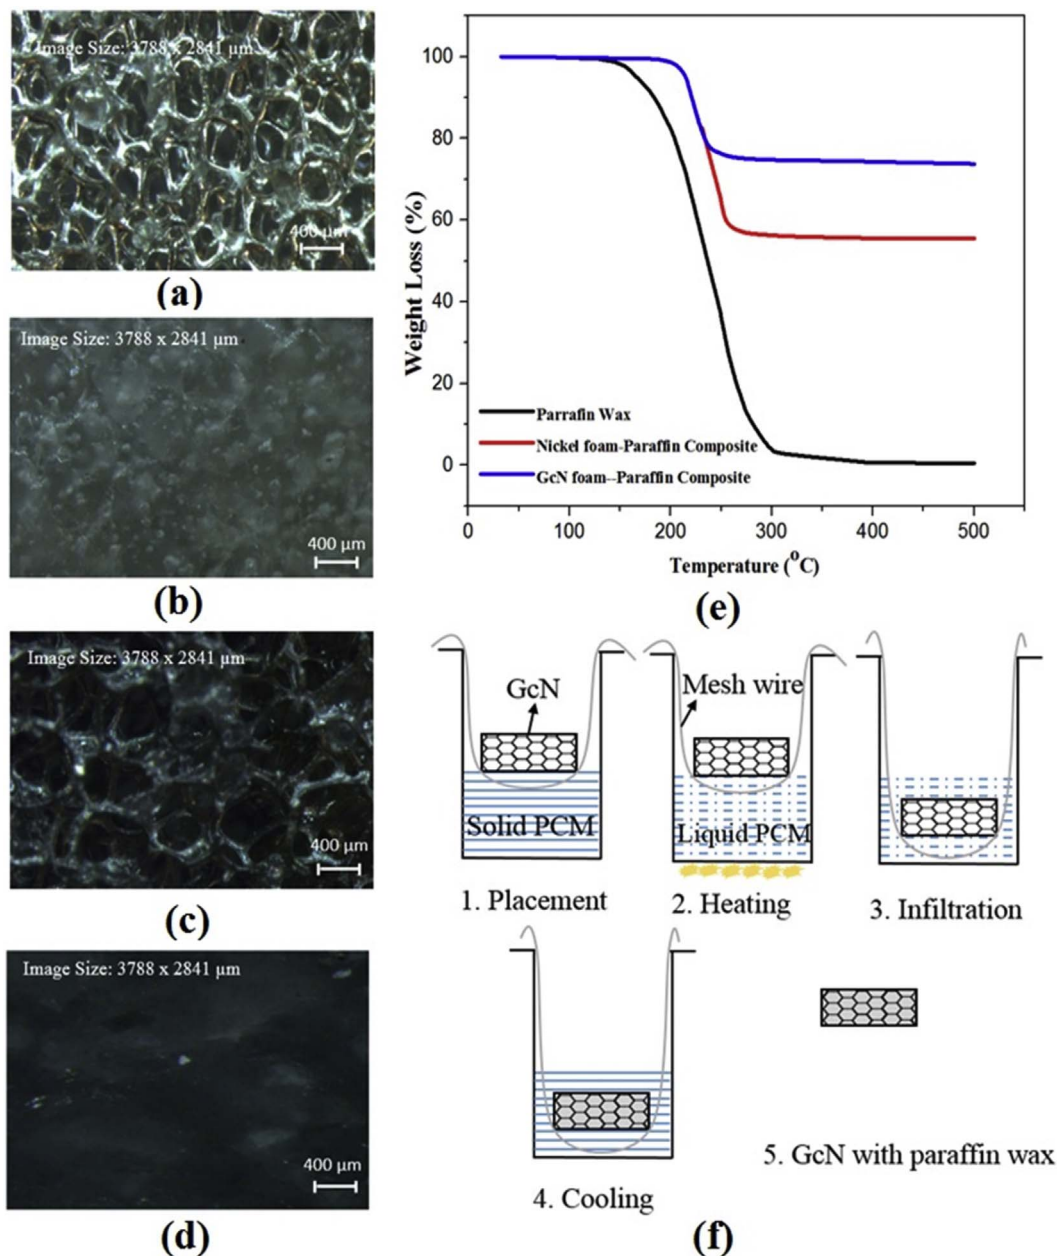 Image Size: 3788 x 2841 µm
400 µm
(a)
Image Size: 3788 x 2841 µm
400 µm
(b)
Image Size: 3788 x 2841 µm
400 µm
(c)
Image Size: 3788 x 2841 µm
400 µm
(d)
Weight Loss (%)
100
80
60
40
20
0
Parrafin Wax
Nickel foam-Paraffin Composite
GcN foam--Paraffin Composite
0 100 200 300 400 500
Temperature (°C)
(e)
GcN
Solid PCM
1. Placement
Mesh wire
Liquid PCM
2. Heating
3. Infiltration
4. Cooling
5. GcN with paraffin wax
(f)